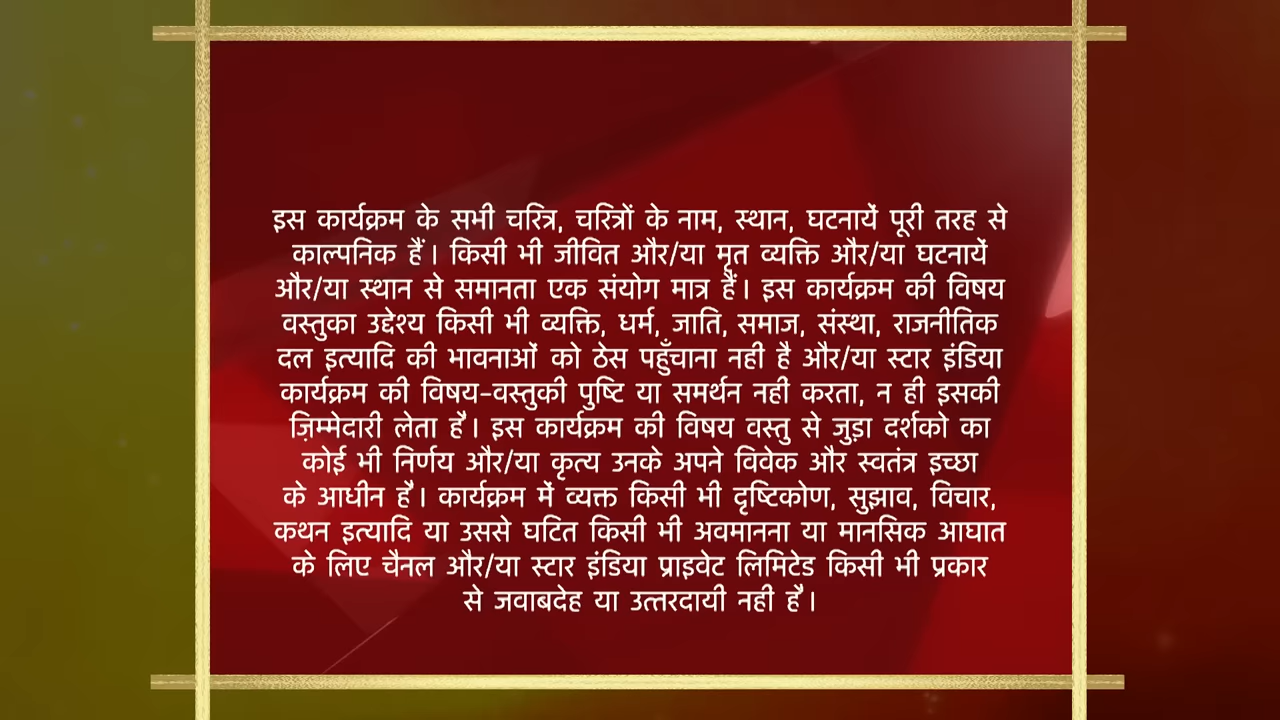 इस कार्यक्रम के सभी चरित्र, चरित्रों के नाम, स्थान, घटनायें पूरी तरह से
काल्पनिक हैं। किसी भी जीवित और/या मृत व्यक्ति और/या घटनायें
और/या स्थान से समानता एक संयोग मात्र हैं। इस कार्यक्रम की विषय
वस्तुका उद्देश्य किसी भी व्यक्ति, धर्म, जाति, समाज, संस्था, राजनीतिक
दल इत्यादि की भावनाओं को ठेस पहुँचाना नही है और/या स्टार इंडिया
कार्यक्रम की विषय-वस्तुकी पुष्टि या समर्थन नही करता, न ही इसकी
ज़िम्मेदारी लेता हैं। इस कार्यक्रम की विषय वस्तु से जुड़ा दर्शको का
कोई भी निर्णय और/या कृत्य उनके अपने विवेक और स्वतंत्र इच्छा
के आधीन हैं। कार्यक्रम में व्यक्त किसी भी दृष्टिकोण, सुझाव, विचार,
कथन इत्यादि या उससे घटित किसी भी अवमानना या मानसिक आघात
के लिए चैनल और/या स्टार इंडिया प्राइवेट लिमिटेड किसी भी प्रकार
से जवाबदेह या उत्तरदायी नही हैं।